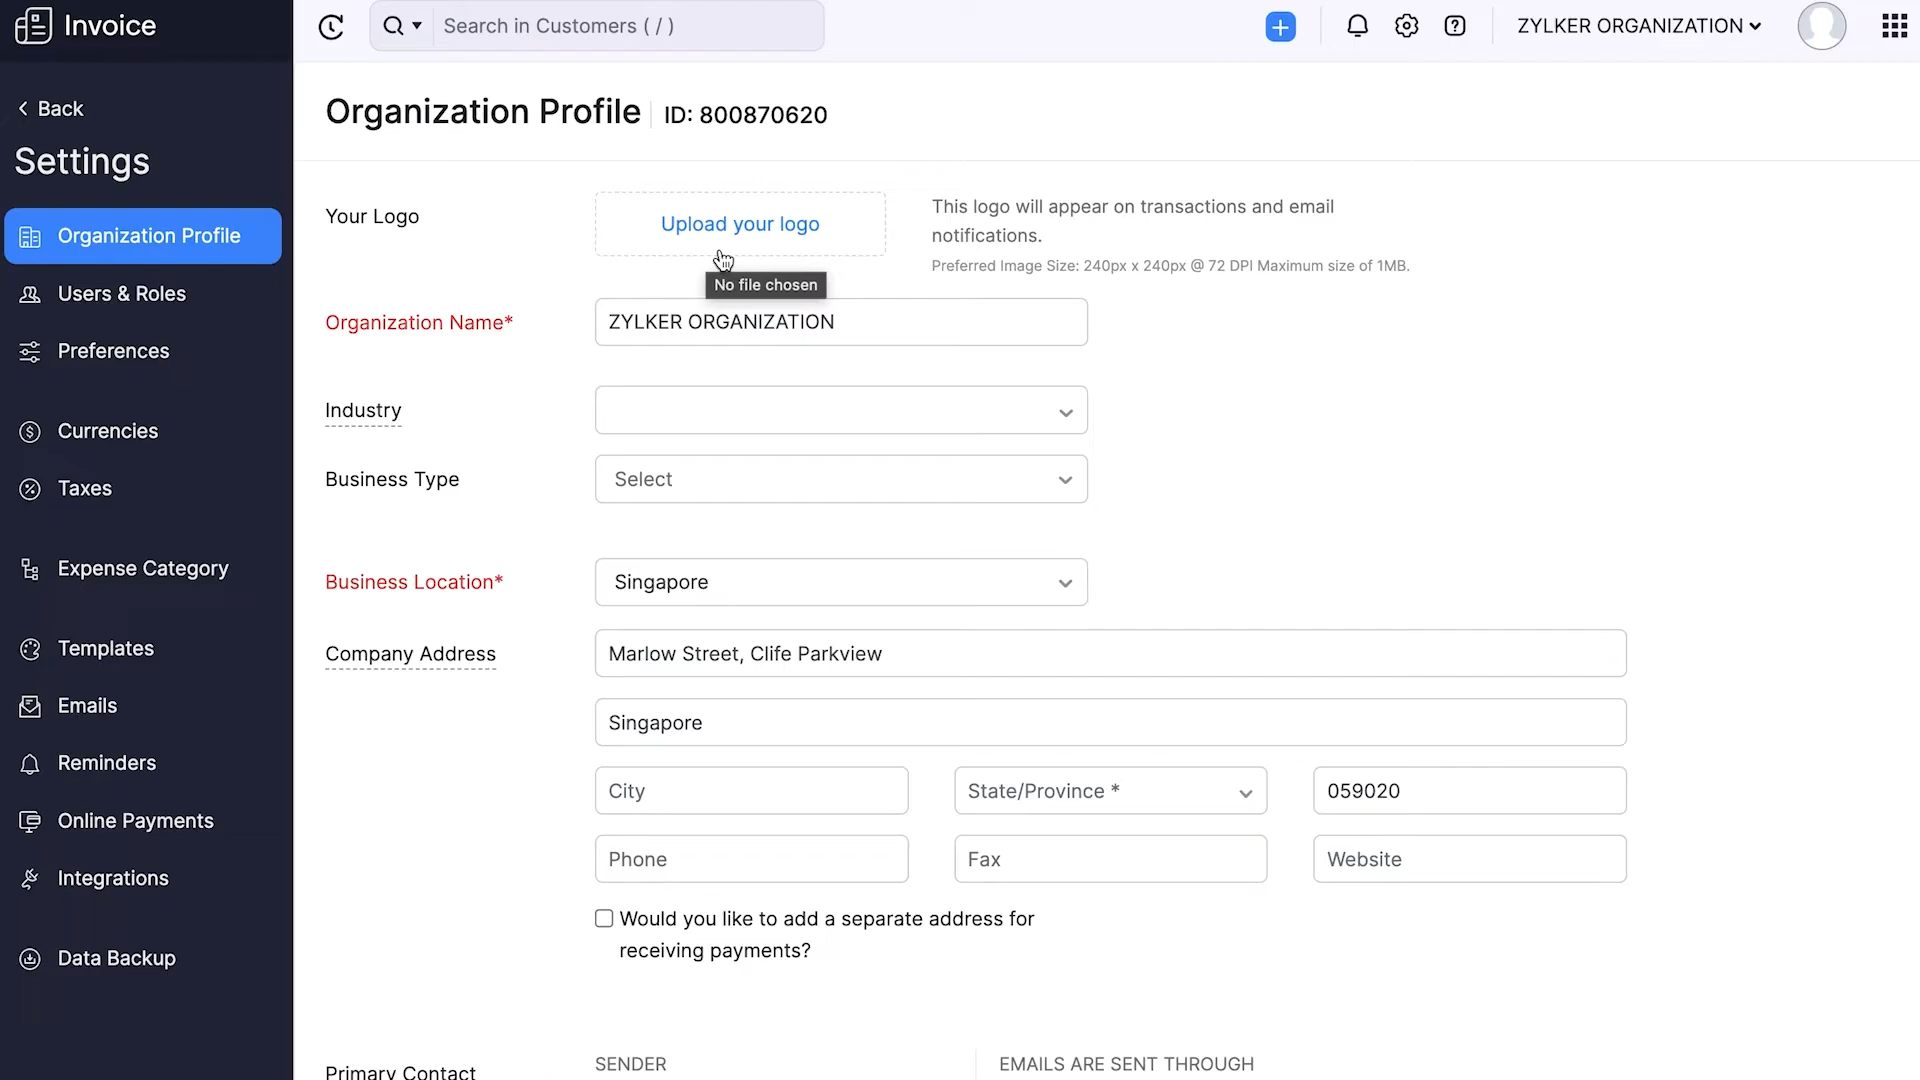 Invoice
Search in Customers ( / )
ZYLKER ORGANIZATION
Back
Settings
Organization Profile
Users & Roles
Preferences
Currencies
Taxes
Expense Category
Templates
Emails
Reminders
Online Payments
Integrations
Data Backup
Organization Profile
ID: 800870620
Your Logo
Upload your logo
This logo will appear on transactions and email
notifications.
Preferred Image Size: 240px x 240px @ 72 DPI Maximum size of 1MB.
No file chosen
Organization Name*
ZYLKER ORGANIZATION
Industry
Business Type
Select
Business Location*
Singapore
Company Address
Marlow Street, Clife Parkview
Singapore
City
State/Province *
059020
Phone
Fax
Website
Would you like to add a separate address for
receiving payments?
Primary Contact
SENDER
EMAILS ARE SENT THROUGH